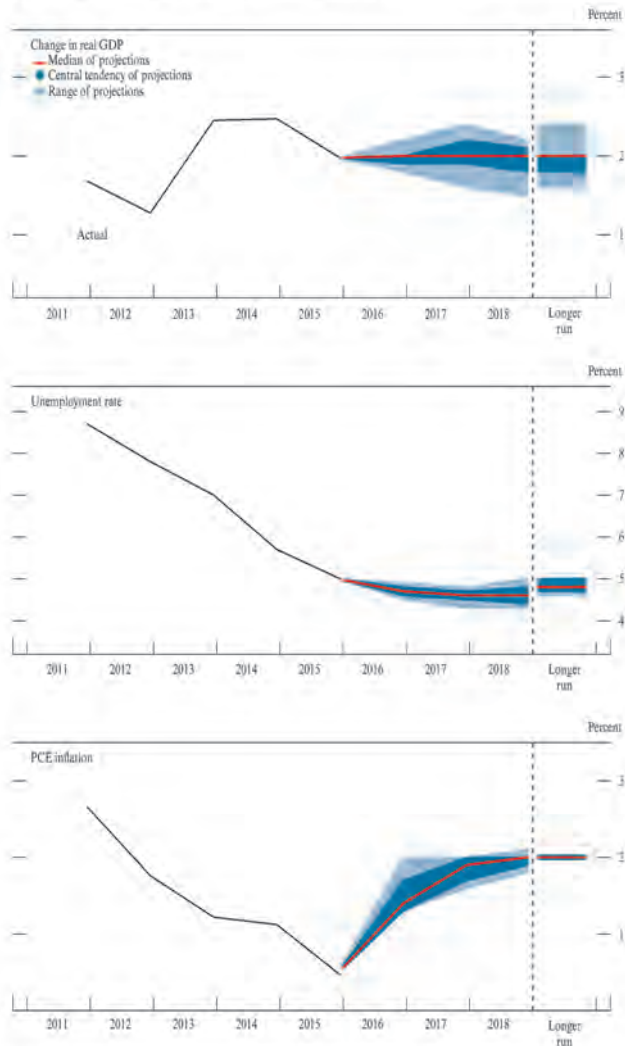 Percent
Change in real GDP
Median of projections
Central tendency of projections
Range of projections
3
2
Actual
1
2011 2012 2013 2014 2015 2016 2017 2018 Longer run
Percent
Unemployment rate
9
8
7
6
5
4
2011 2012 2013 2014 2015 2016 2017 2018 Longer run
Percent
PCE inflation
3
2
1
2011 2012 2013 2014 2015 2016 2017 2018 Longer run